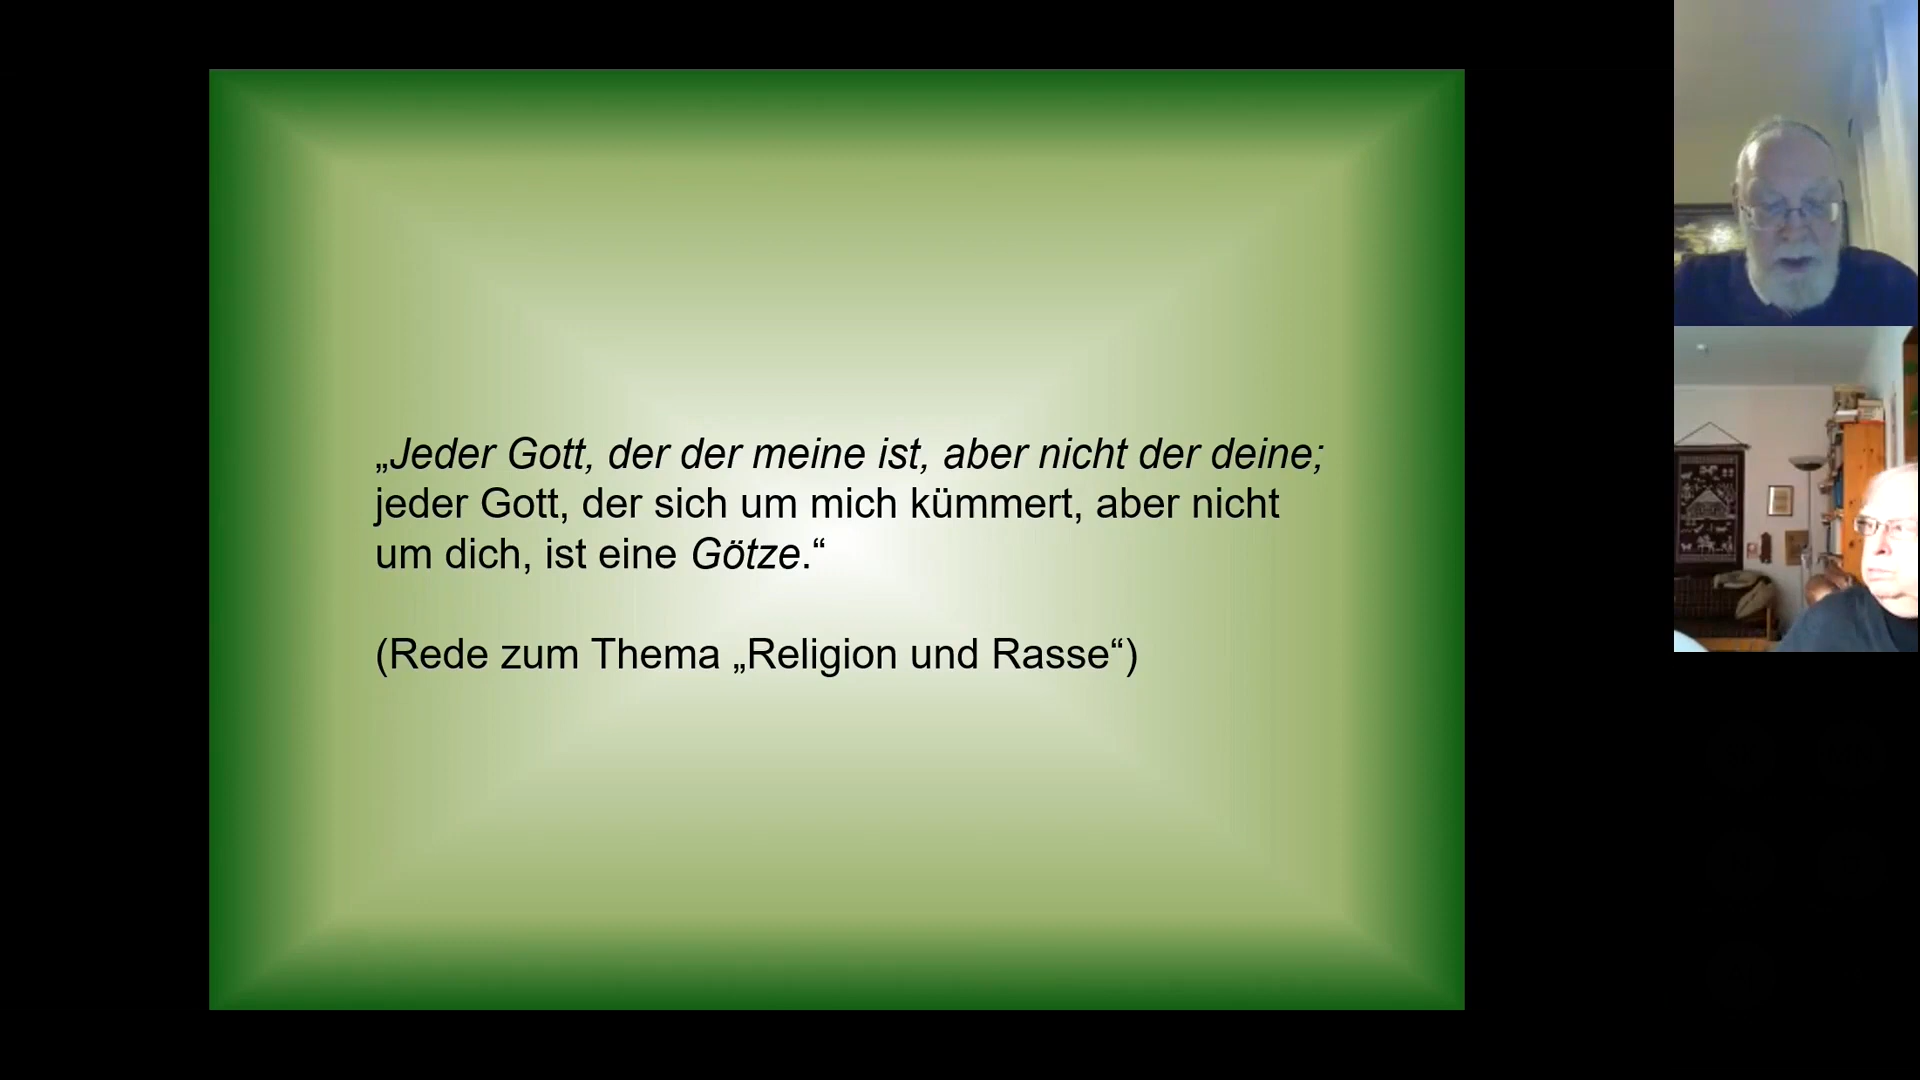 „Jeder Gott, der der meine ist, aber nicht der deine;
jeder Gott, der sich um mich kümmert, aber nicht
um dich, ist eine Götze.“
(Rede zum Thema „Religion und Rasse“)